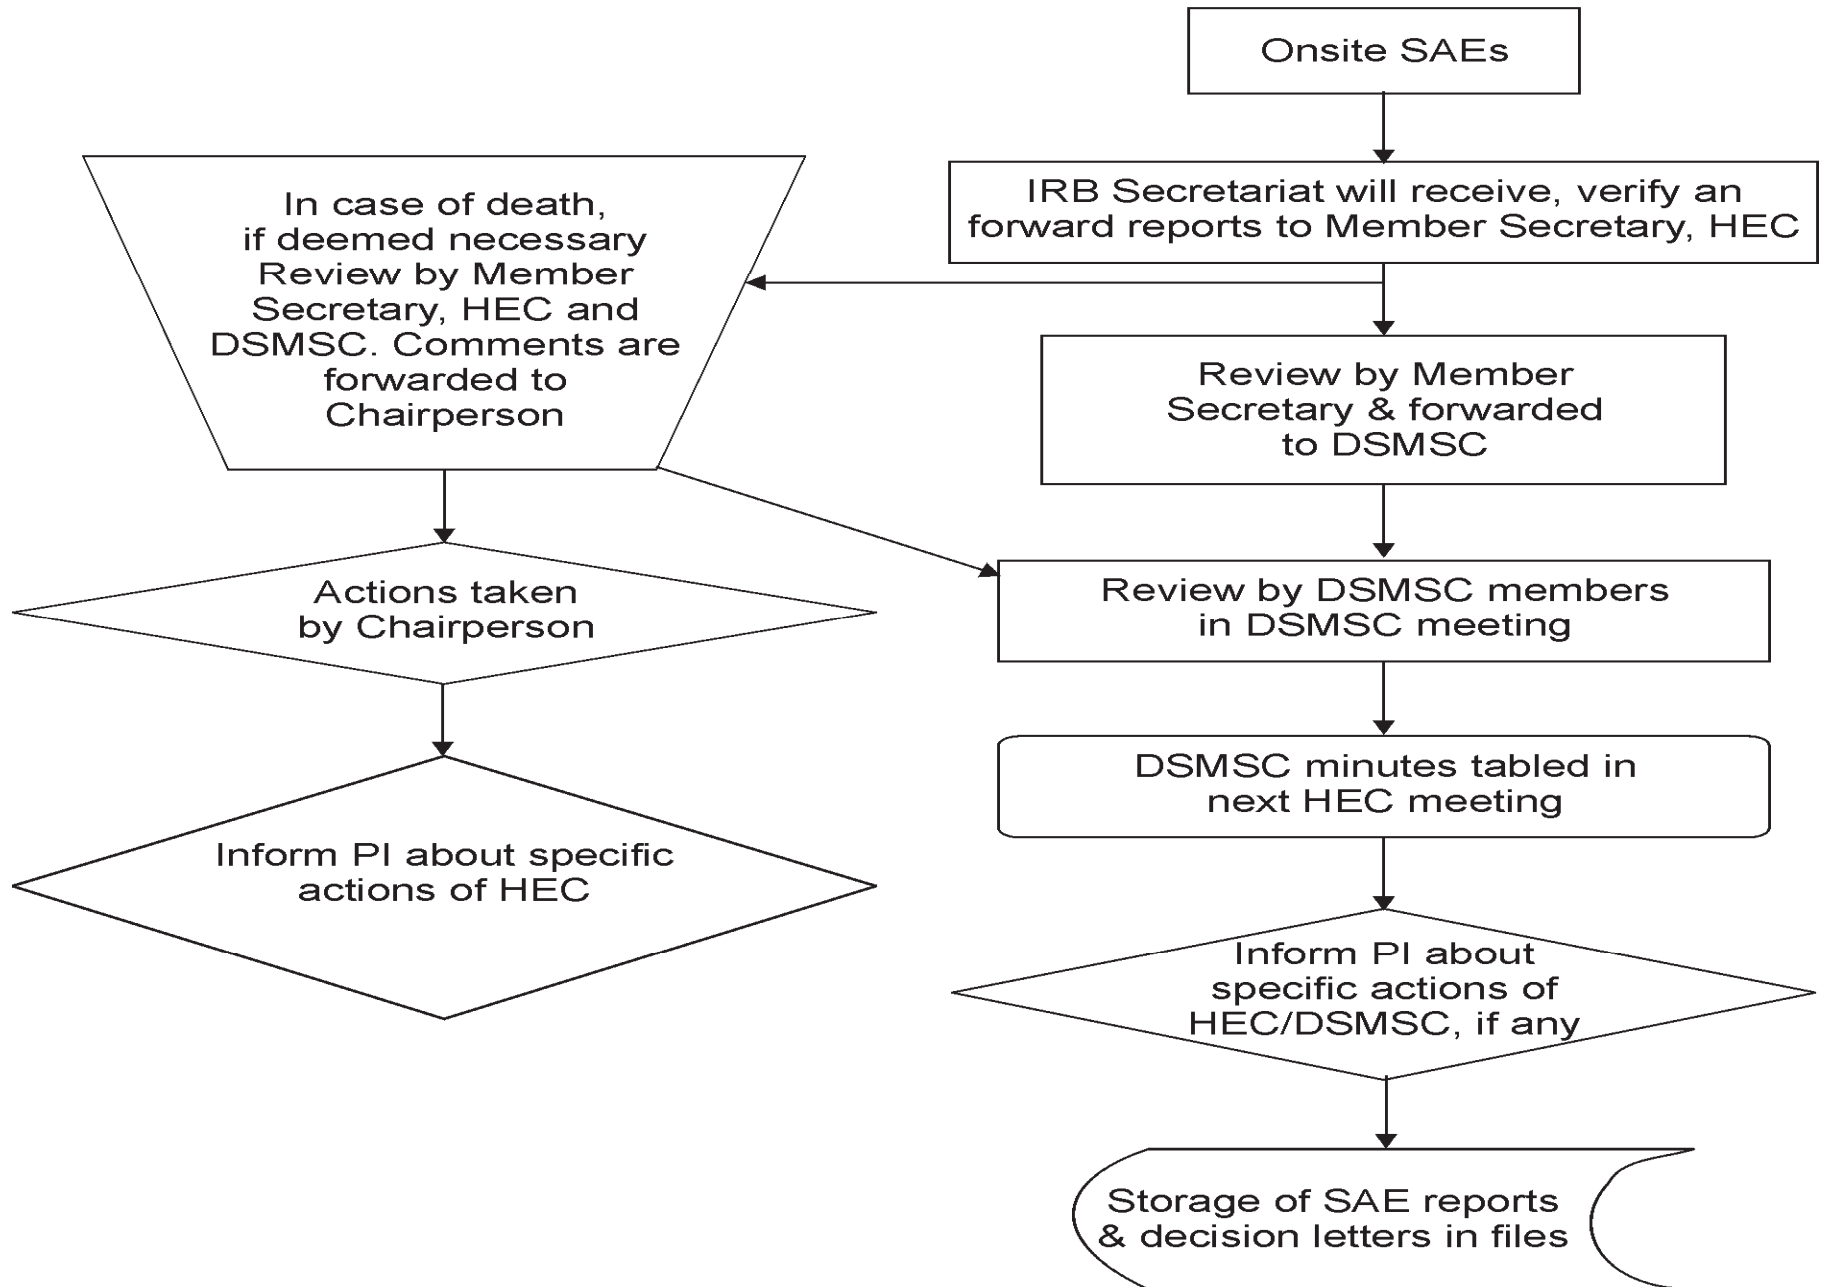 Onsite SAEs
IRB Secretariat will receive, verify an
forward reports to Member Secretary, HEC
In case of death,
if deemed necessary
Review by Member
Secretary, HEC and
DSMSC. Comments are
forwarded to
Chairperson
Review by Member
Secretary & forwarded
to DSMSC
Actions taken
by Chairperson
Review by DSMSC members
in DSMSC meeting
DSMSC minutes tabled in
next HEC meeting
Inform PI about specific
actions of HEC
Inform PI about
specific actions of
HEC/DSMSC, if any
Storage of SAE reports
& decision letters in files